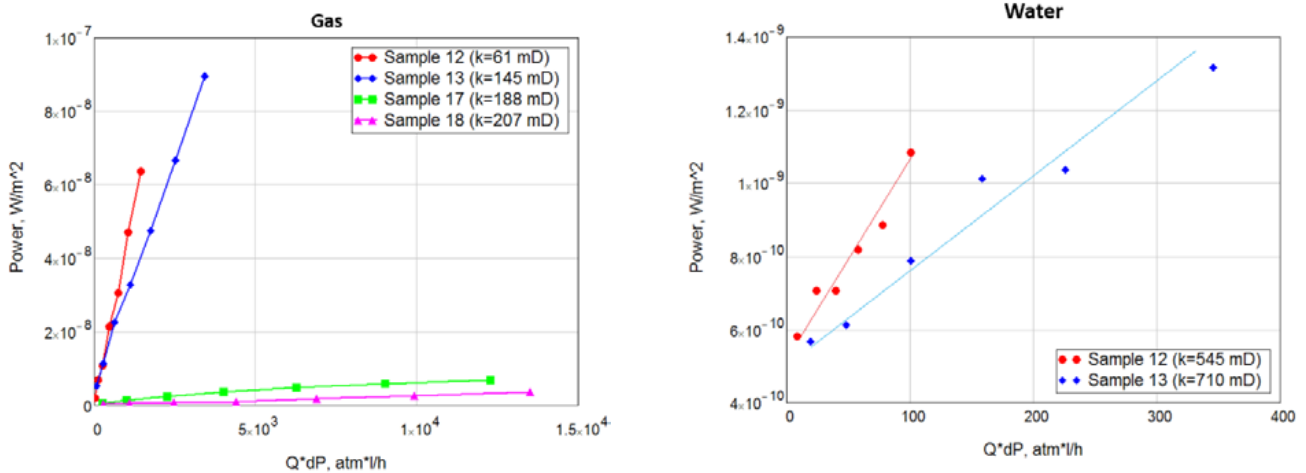 Gas
1×10^-7
8×10^-8
6×10^-8
4×10^-8
2×10^-8
0
Power, W/m^2
Sample 12 (k=61 mD)
Sample 13 (k=145 mD)
Sample 17 (k=188 mD)
Sample 18 (k=207 mD)
0 5×10^3 1×10^4 1.5×10^4
Q*dP, atm*l/h
Water
1.4×10^-9
1.2×10^-9
1×10^-9
8×10^-10
6×10^-10
4×10^-10
Power, W/m^2
Sample 12 (k=545 mD)
Sample 13 (k=710 mD)
0 100 200 300 400
Q*dP, atm*l/h